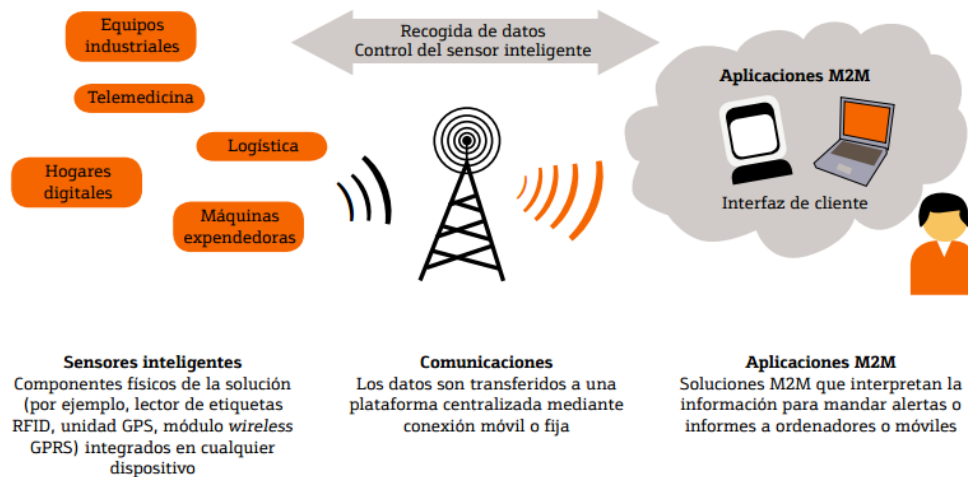 Equipos
industriales
Telemedicina
Logística
Hogares
digitales
Máquinas
expendedoras
Recogida de datos
Control del sensor inteligente
Aplicaciones M2M
Interfaz de cliente
Sensores inteligentes
Componentes físicos de la solución
(por ejemplo, lector de etiquetas
RFID, unidad GPS, módulo wireless
GPRS) integrados en cualquier
dispositivo
Comunicaciones
Los datos son transferidos a una
plataforma centralizada mediante
conexión móvil o fija
Aplicaciones M2M
Soluciones M2M que interpretan la
información para mandar alertas o
informes a ordenadores o móviles